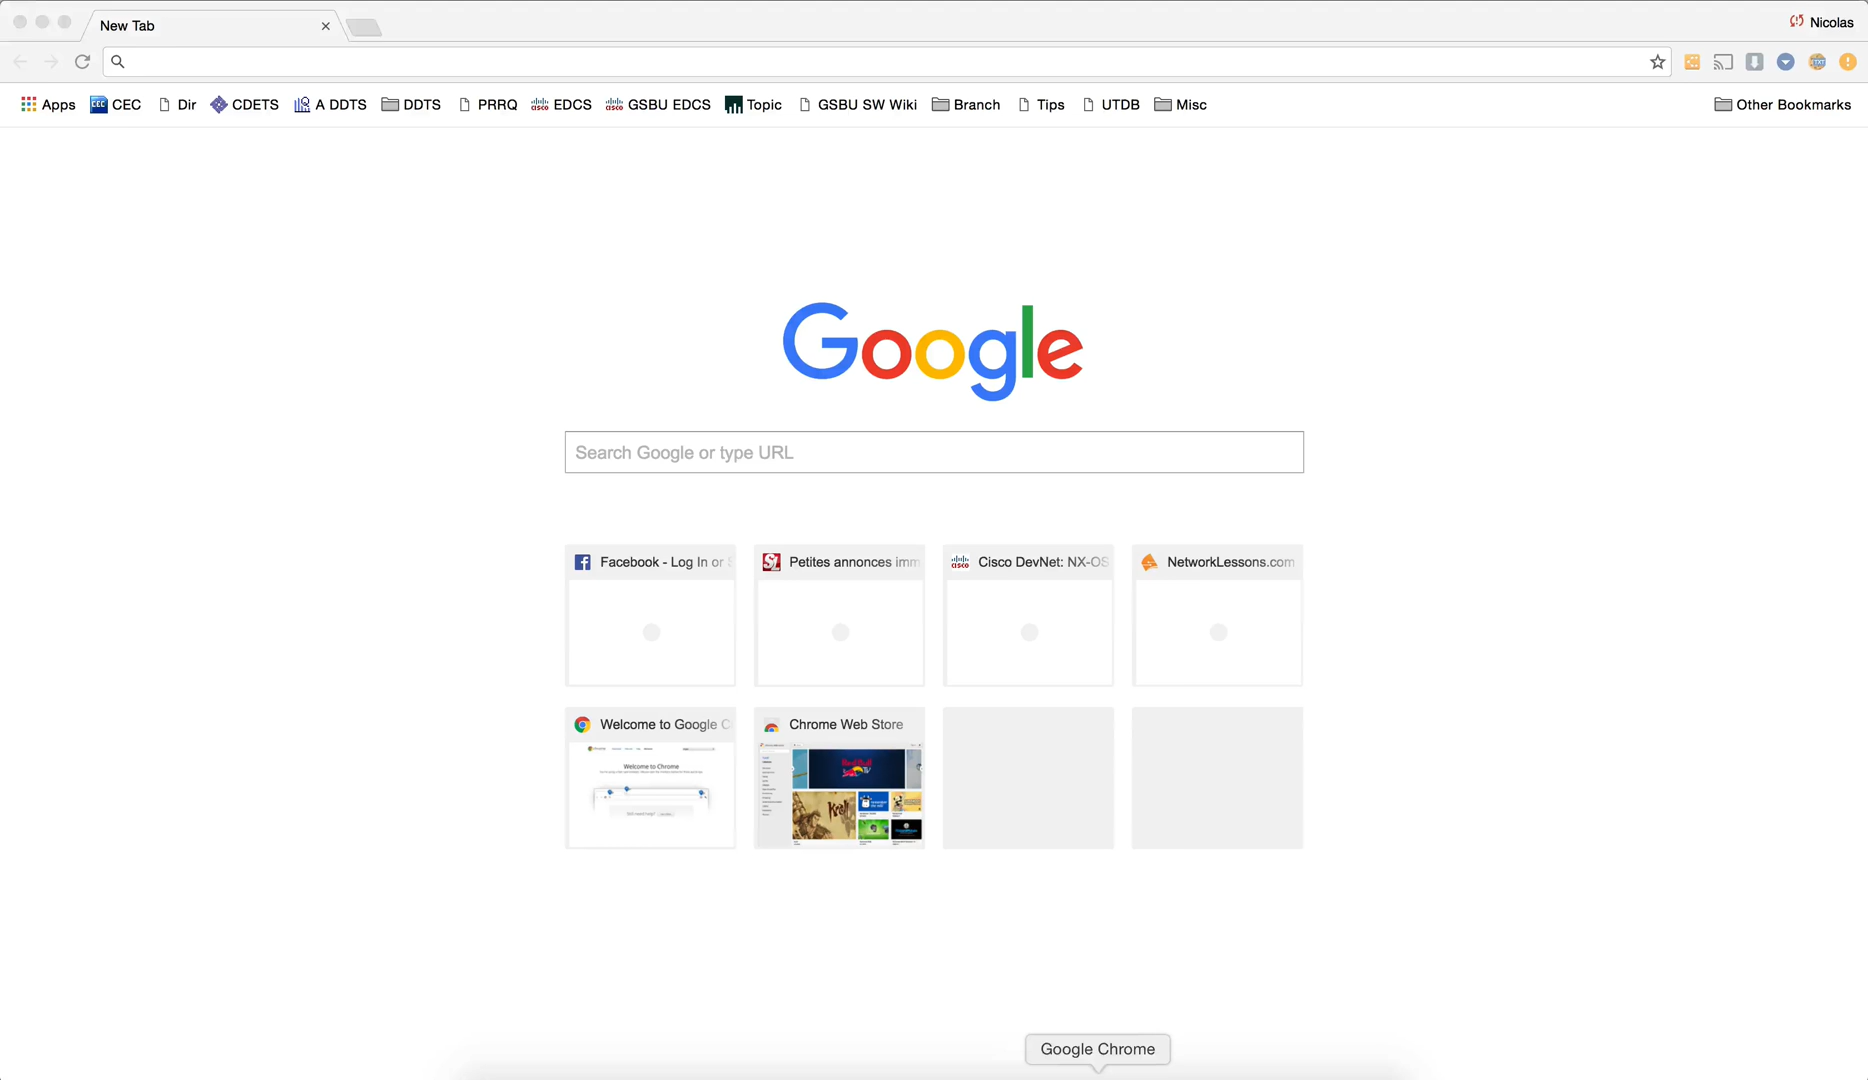 New Tab
Nicolas
Apps CEC Dir CDETS A DDTS DDTS PRRQ EDCS GSBU EDCS Topic GSBU SW Wiki Branch Tips UTDB Misc Other Bookmarks
Google
Search Google or type URL
Facebook - Log In or S
Petites annonces imm
Cisco DevNet: NX-OS
NetworkLessons.com
Welcome to Google C
Chrome Web Store
Welcome to Chrome
Google Chrome